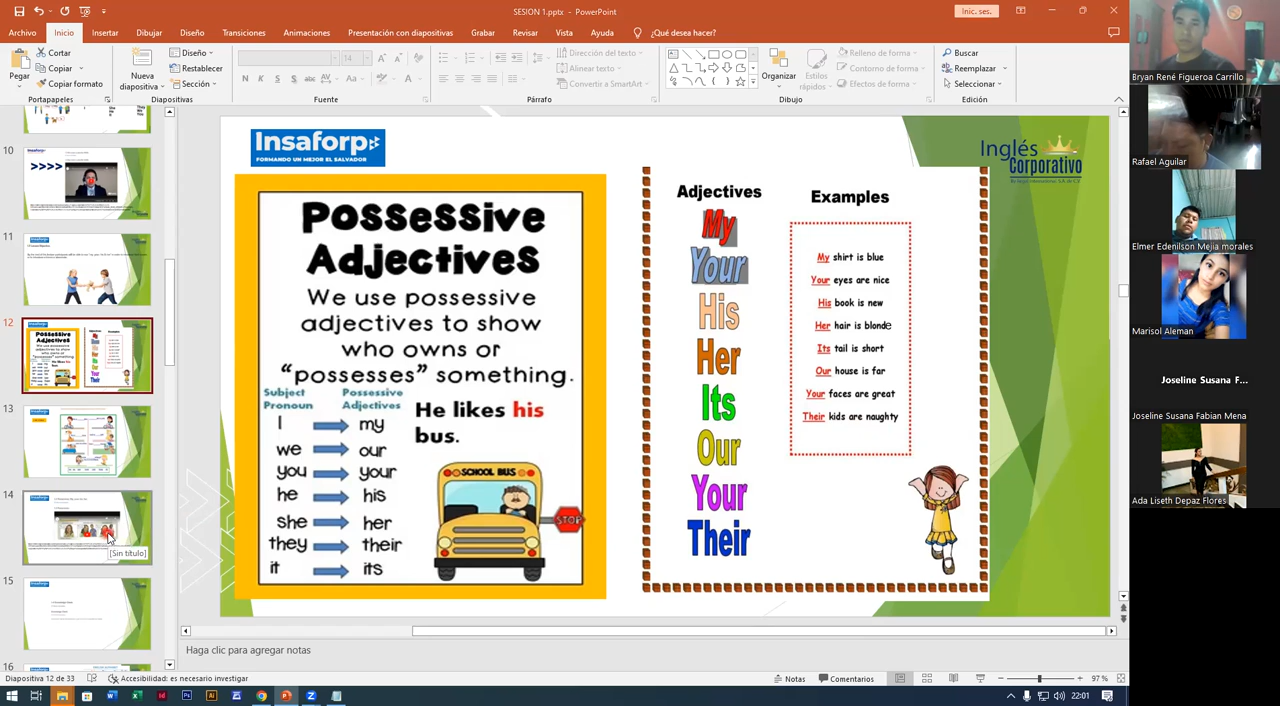 SESION 1.pptx – PowerPoint
Inic. ses.
Archivo Inicio Insertar Dibujar Diseño Transiciones Animaciones Presentación con diapositivas Grabar Revisar Vista Ayuda ¿Qué desea hacer?
Pegar
Cortar
Copiar
Copiar formato
Portapapeles
Nueva diapositiva
Diseño
Restablecer
Sección
Diapositivas
14
N K S S abc AV Aa A
Fuente
Dirección del texto
Alinear texto
Convertir a SmartArt
Párrafo
Organizar
Estilos rápidos
Relleno de forma
Contorno de forma
Efectos de forma
Dibujo
Buscar
Reemplazar
Seleccionar
Edición
10
11
12
13
14
[Sin título]
15
16
Insaforp
FORMANDO UN MEJOR EL SALVADOR
Inglés
Corporativo
Possessive
Adjectives
We use possessive
adjectives to show
who owns or
“possesses” something.
Subject Pronoun
Possessive Adjectives
I my
we our
you your
he his
she her
they their
it its
He likes his
bus.
SCHOOL BUS
STOP
Adjectives
My
Your
His
Her
Its
Our
Your
Their
Examples
My shirt is blue
Your eyes are nice
His book is new
Her hair is blonde
Its tail is short
Our house is far
Your faces are great
Their kids are naughty
Haga clic para agregar notas
Diapositiva 12 de 33
Accesibilidad: es necesario investigar
Notas
Comentarios
97 %
22:01
Bryan René Figueroa Carrillo
Rafael Aguilar
Elmer Edenilson Mejia morales
Marisol Aleman
Joseline Susana F...
Joseline Susana Fabian Mena
Ada Liseth Depaz Flores